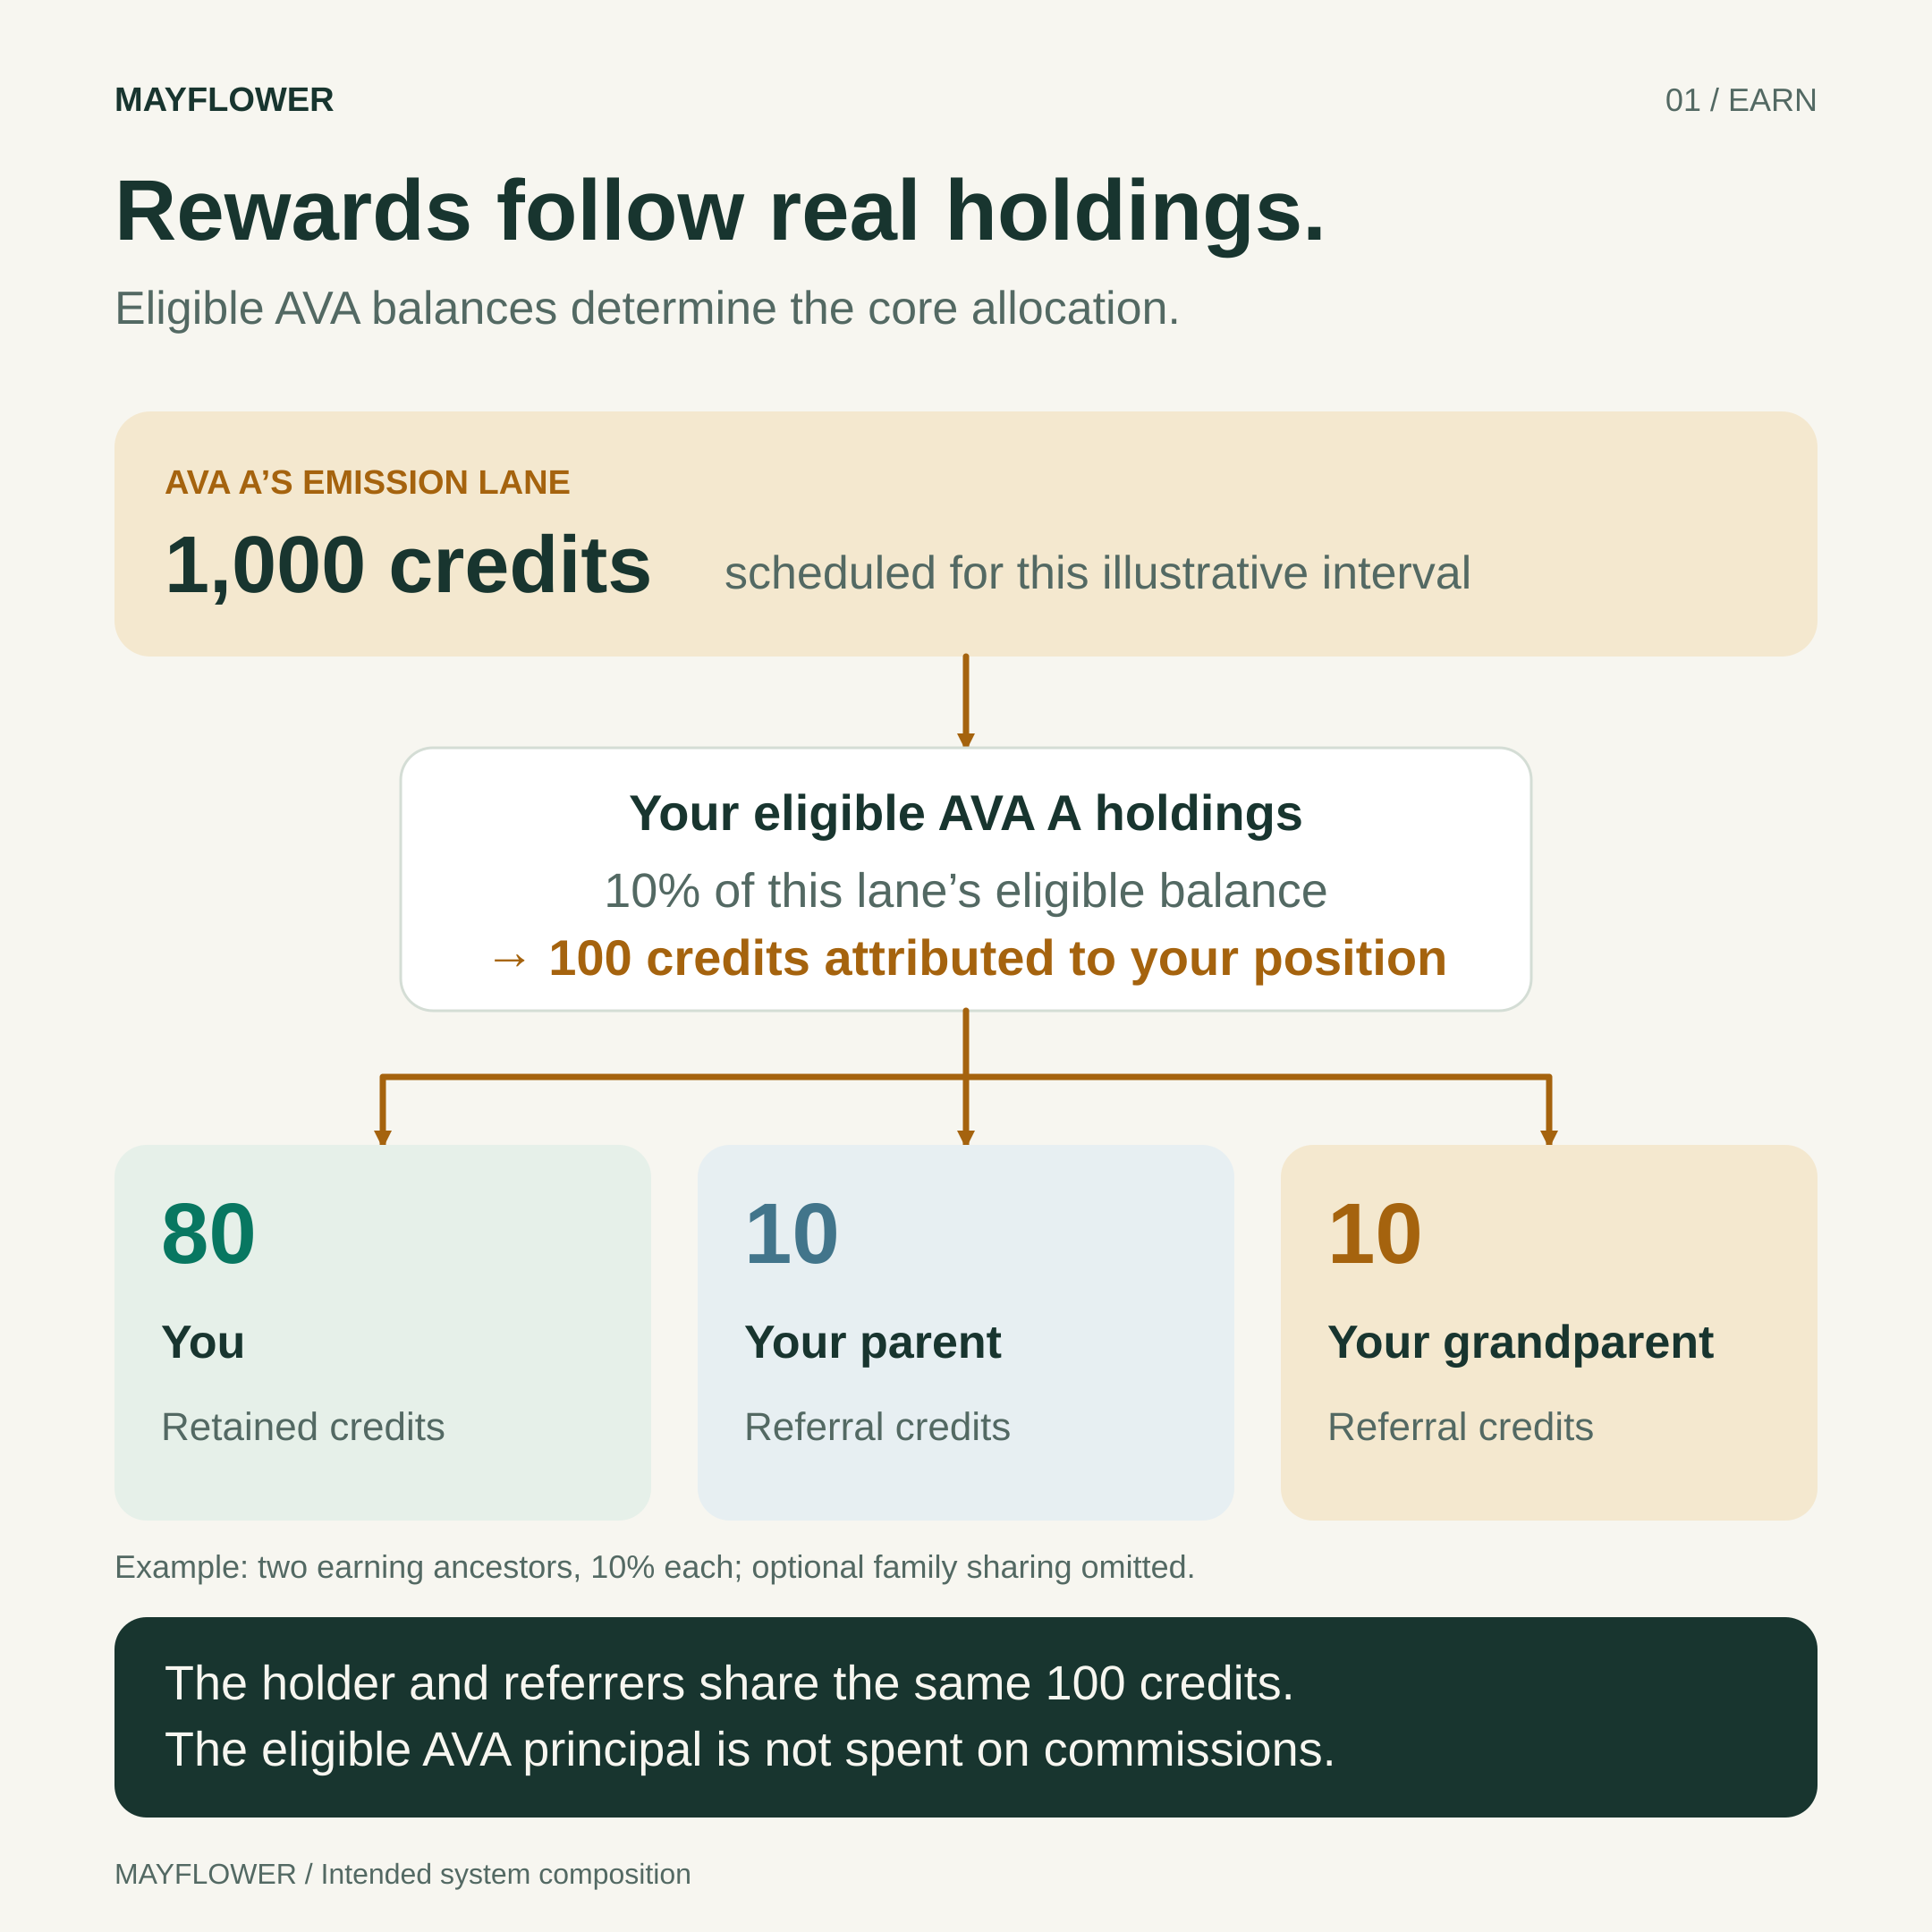 MAYFLOWER
01 / EARN
Rewards follow real holdings.
Eligible AVA balances determine the core allocation.
AVA A’S EMISSION LANE
1,000 credits scheduled for this illustrative interval
Your eligible AVA A holdings
10% of this lane’s eligible balance
→ 100 credits attributed to your position
80
You
Retained credits
10
Your parent
Referral credits
10
Your grandparent
Referral credits
Example: two earning ancestors, 10% each; optional family sharing omitted.
The holder and referrers share the same 100 credits.
The eligible AVA principal is not spent on commissions.
MAYFLOWER / Intended system composition